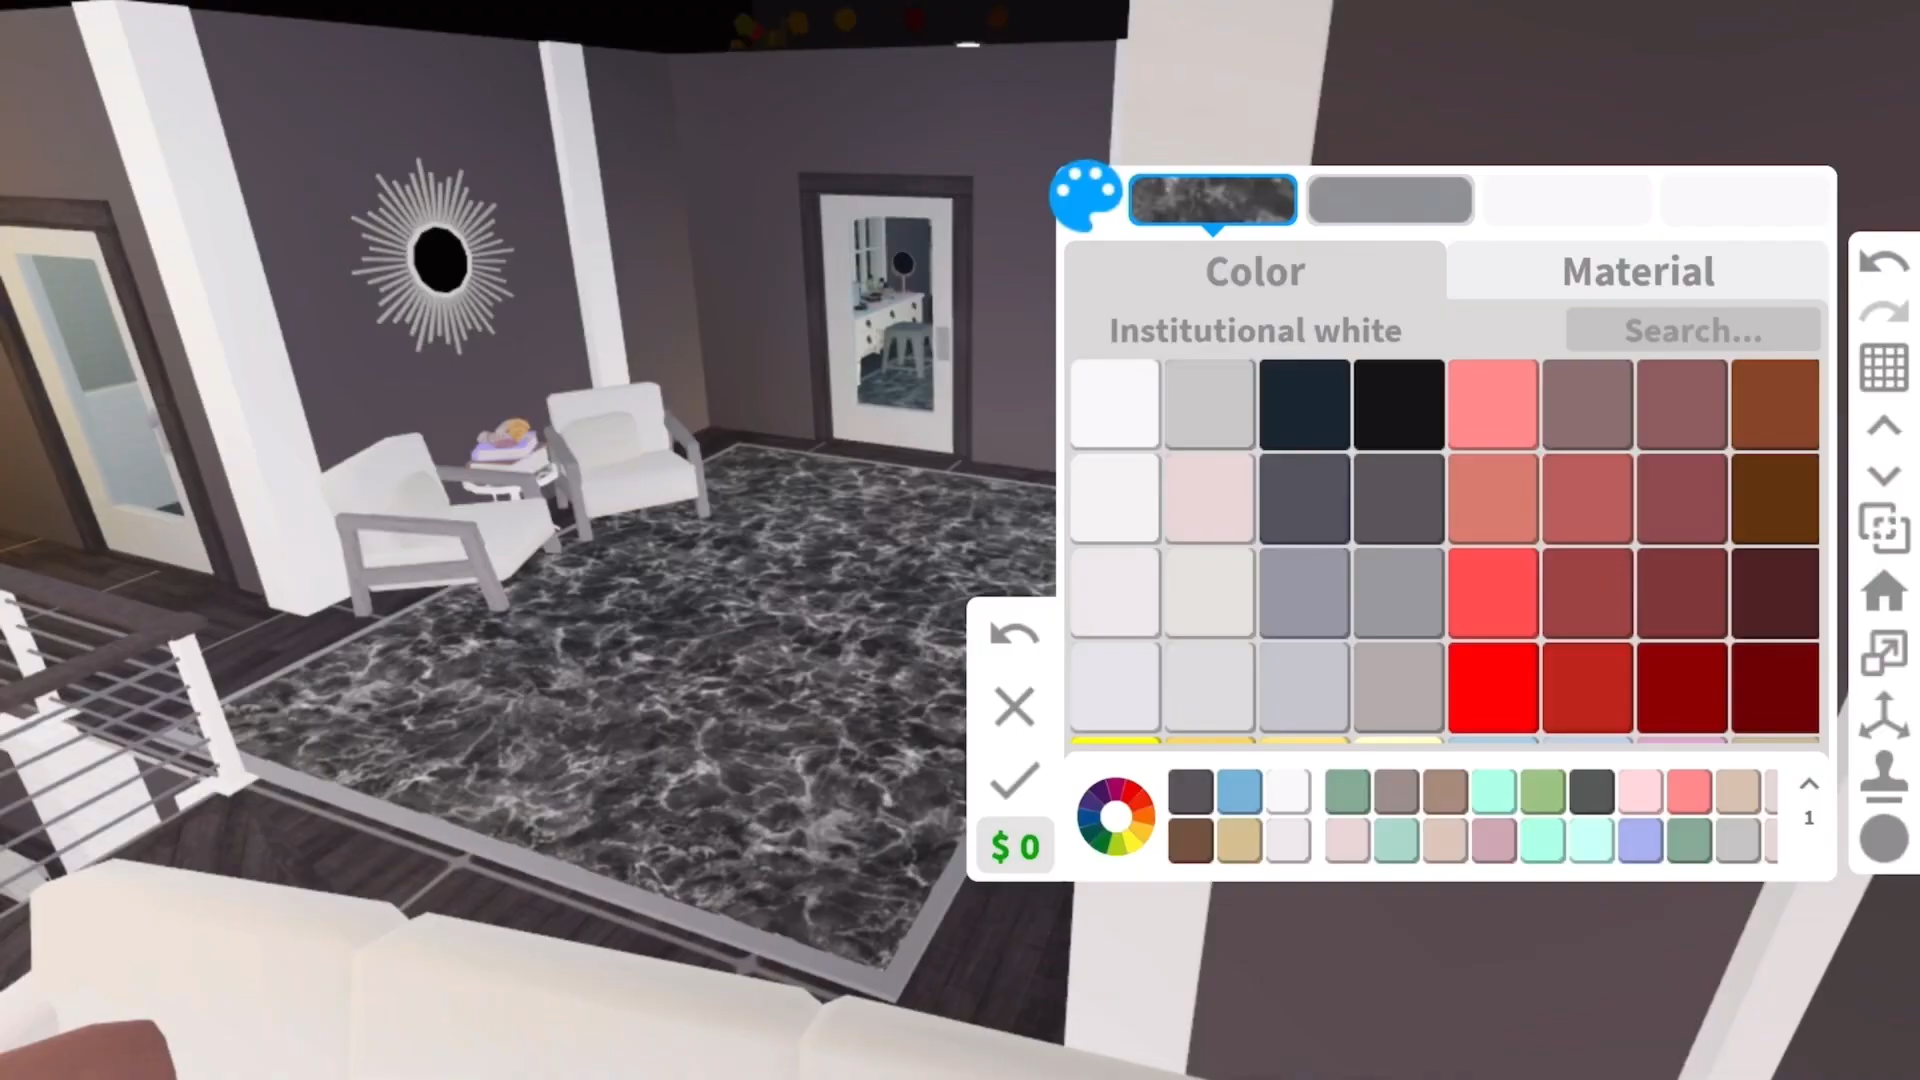 Color
Material
Institutional white
Search...
1
$ 0